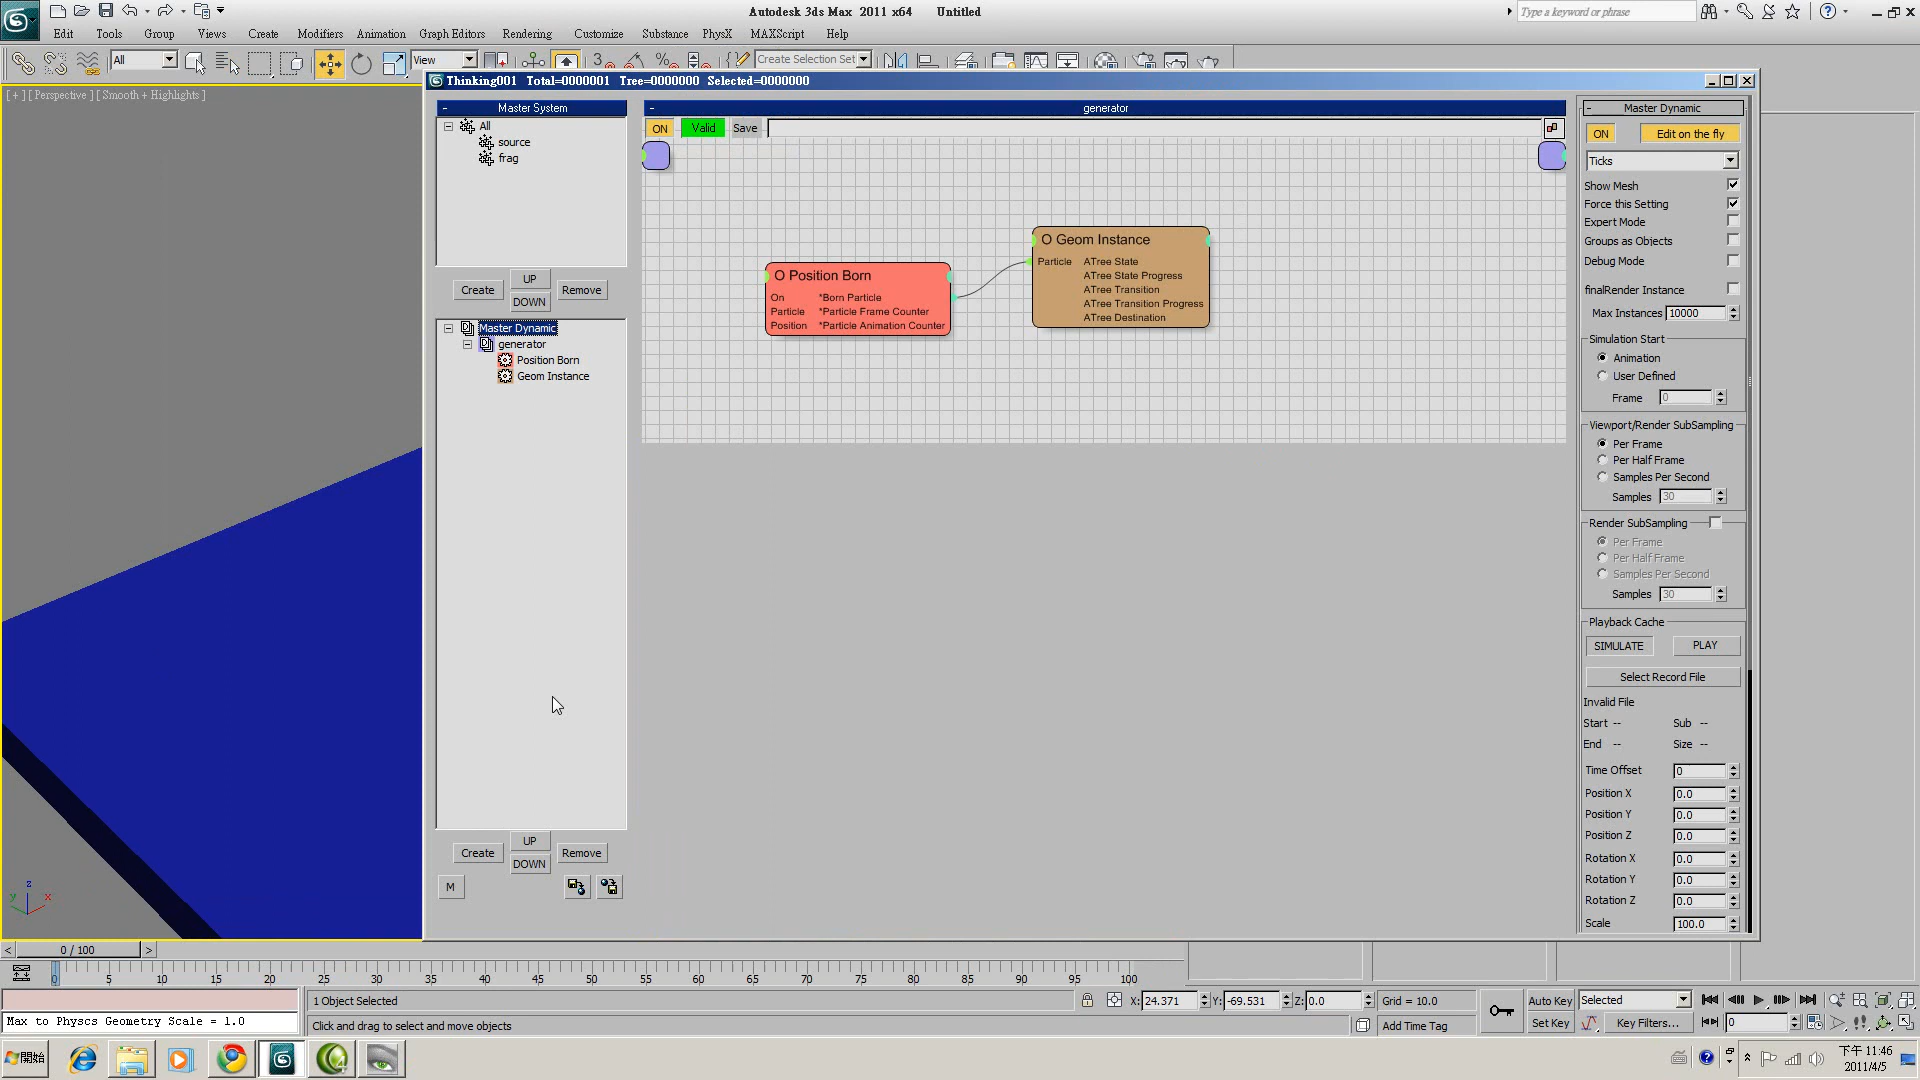 Autodesk 3ds Max 2011 x64 Untitled
Type a keyword or phrase
Edit Tools Group Views Create Modifiers Animation Graph Editors Rendering Customize Substance PhysX MAXScript Help
All
View
3
%
Create Selection Set
[ + ] [ Perspective ] [ Smooth + Highlights ]
Thinking001 Total=0000001 Tree=0000000 Selected=0000000
Master System
All
source
frag
Create
UP
DOWN
Remove
Master Dynamic
generator
Position Born
Geom Instance
Create
UP
DOWN
Remove
M
generator
ON
Valid
Save
O Position Born
On *Born Particle
Particle *Particle Frame Counter
Position *Particle Animation Counter
O Geom Instance
Particle ATree State
ATree State Progress
ATree Transition
ATree Transition Progress
ATree Destination
Master Dynamic
ON
Edit on the fly
Ticks
Show Mesh
Force this Setting
Expert Mode
Groups as Objects
Debug Mode
finalRender Instance
Max Instances 10000
Simulation Start
Animation
User Defined
Frame 0
Viewport/Render SubSampling
Per Frame
Per Half Frame
Samples Per Second
Samples 30
Render SubSampling
Per Frame
Per Half Frame
Samples Per Second
Samples 30
Playback Cache
SIMULATE
PLAY
Select Record File
Invalid File
Start -- Sub --
End -- Size --
Time Offset 0
Position X 0.0
Position Y 0.0
Position Z 0.0
Rotation X 0.0
Rotation Y 0.0
Rotation Z 0.0
Scale 100.0
z
y x
< 0 / 100 >
5 10 15 20 25 30 35 40 45 50 55 60 65 70 75 80 85 90 95 100
1 Object Selected
X: 24.371 Y: -69.531 Z: 0.0
Grid = 10.0
Auto Key
Selected
Max to Physcs Geometry Scale = 1.0
Click and drag to select and move objects
Add Time Tag
Set Key
Key Filters...
0
開始
下午 11:46
2011/4/5